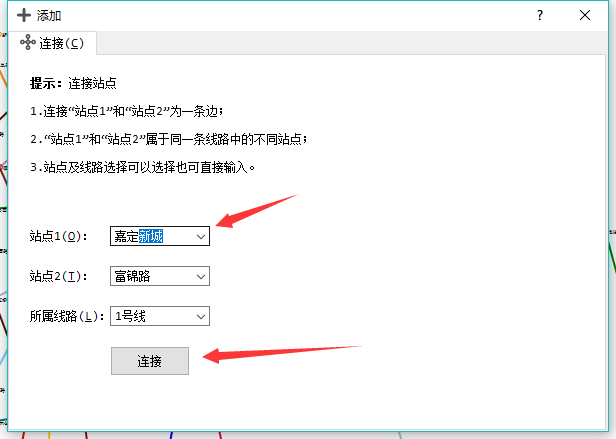 添加
?
连接(C)
提示：连接站点
1.连接“站点1”和“站点2”为一条边；
2.“站点1”和“站点2”属于同一条线路中的不同站点；
3.站点及线路选择可以选择也可直接输入。
站点1(O)： 嘉定新城
站点2(T)： 富锦路
所属线路(L)： 1号线
连接